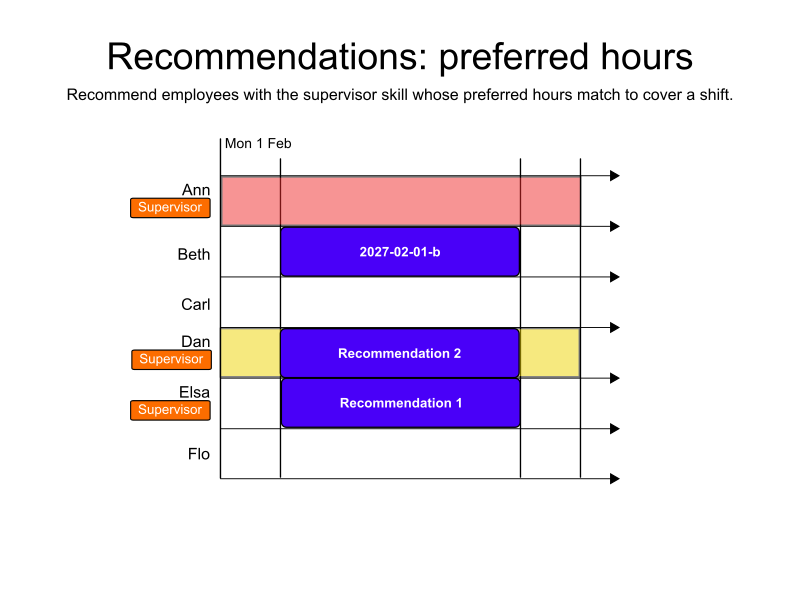 Recommendations: preferred hours
Recommend employees with the supervisor skill whose preferred hours match to cover a shift.
Mon 1 Feb
Ann
Supervisor
Beth
2027-02-01-b
Carl
Dan
Supervisor
Recommendation 2
Elsa
Supervisor
Recommendation 1
Flo